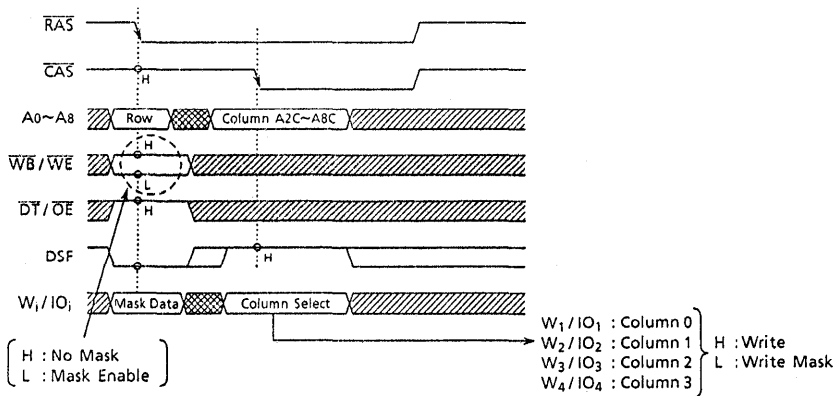 RAS
CAS
H
A0~A8
Row
Column A2C~A8C
H
WB / WE
L
DT / OE
H
DSF
H
Wi / IOi
Mask Data
Column Select
H : No Mask
L : Mask Enable
W1 / IO1 : Column 0
W2 / IO2 : Column 1
W3 / IO3 : Column 2
W4 / IO4 : Column 3
H : Write
L : Write Mask